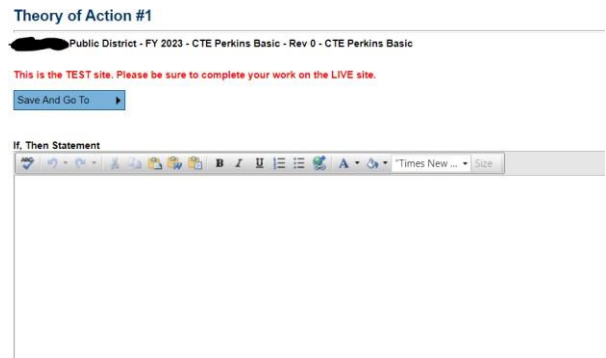 Theory of Action #1
Public District - FY 2023 - CTE Perkins Basic - Rev 0 - CTE Perkins Basic
This is the TEST site. Please be sure to complete your work on the LIVE site.
Save And Go To
If, Then Statement
ABC B I U A "Times New ... Size